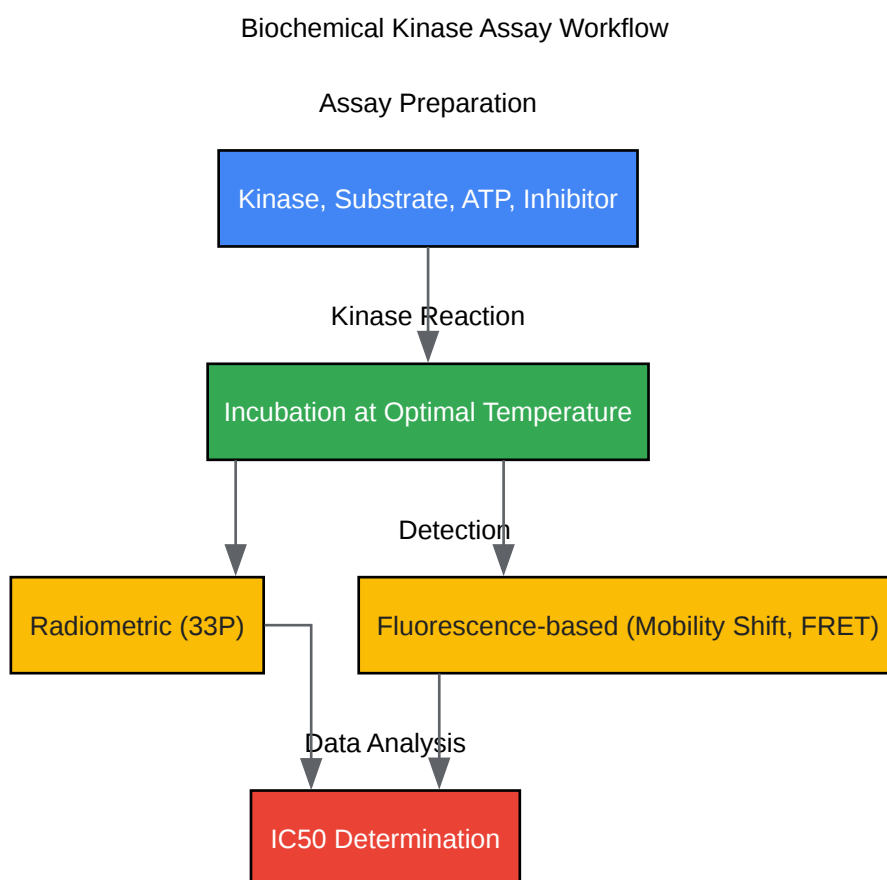 Biochemical Kinase Assay Workflow
Assay Preparation
Kinase, Substrate, ATP, Inhibitor
Kinase Reaction
Incubation at Optimal Temperature
Detection
Radiometric (33P)
Fluorescence-based (Mobility Shift, FRET)
Data Analysis
IC50 Determination